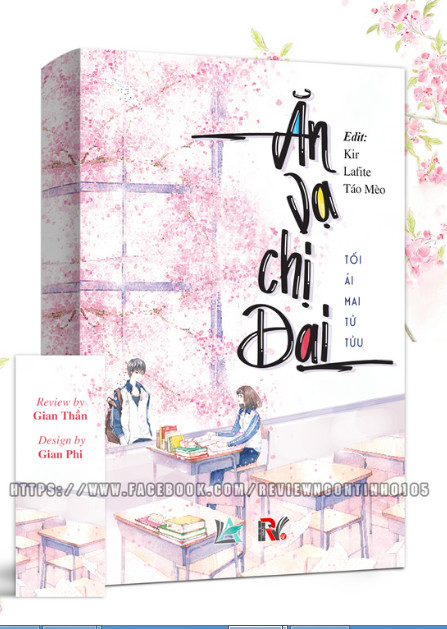 Ăn
Vạ
chị
Đại
Edit:
Kir
Lafite
Táo Mèo
TỐI
ÁI
MAI
TỬ
TỬU
Review by
Gian Thần
Design by
Gian Phi
HTTPS://WWW.FACEBOOK.COM/REVIEWNGONTINH0105